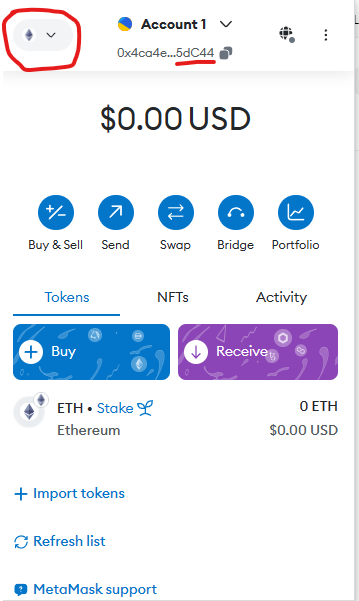 Account 1
0x4ca4e...5dC44
$0.00 USD
Buy & Sell
Send
Swap
Bridge
Portfolio
Tokens
NFTs
Activity
Buy
Receive
ETH • Stake
0 ETH
Ethereum
$0.00 USD
Import tokens
Refresh list
MetaMask support